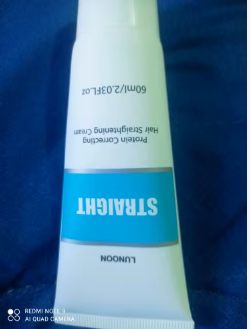 LUNOON
STRAIGHT
Protein Correcting
Hair Straightening Cream
60ml/2.03FL.oz
REDMI NOTE 8
AI QUAD CAMERA